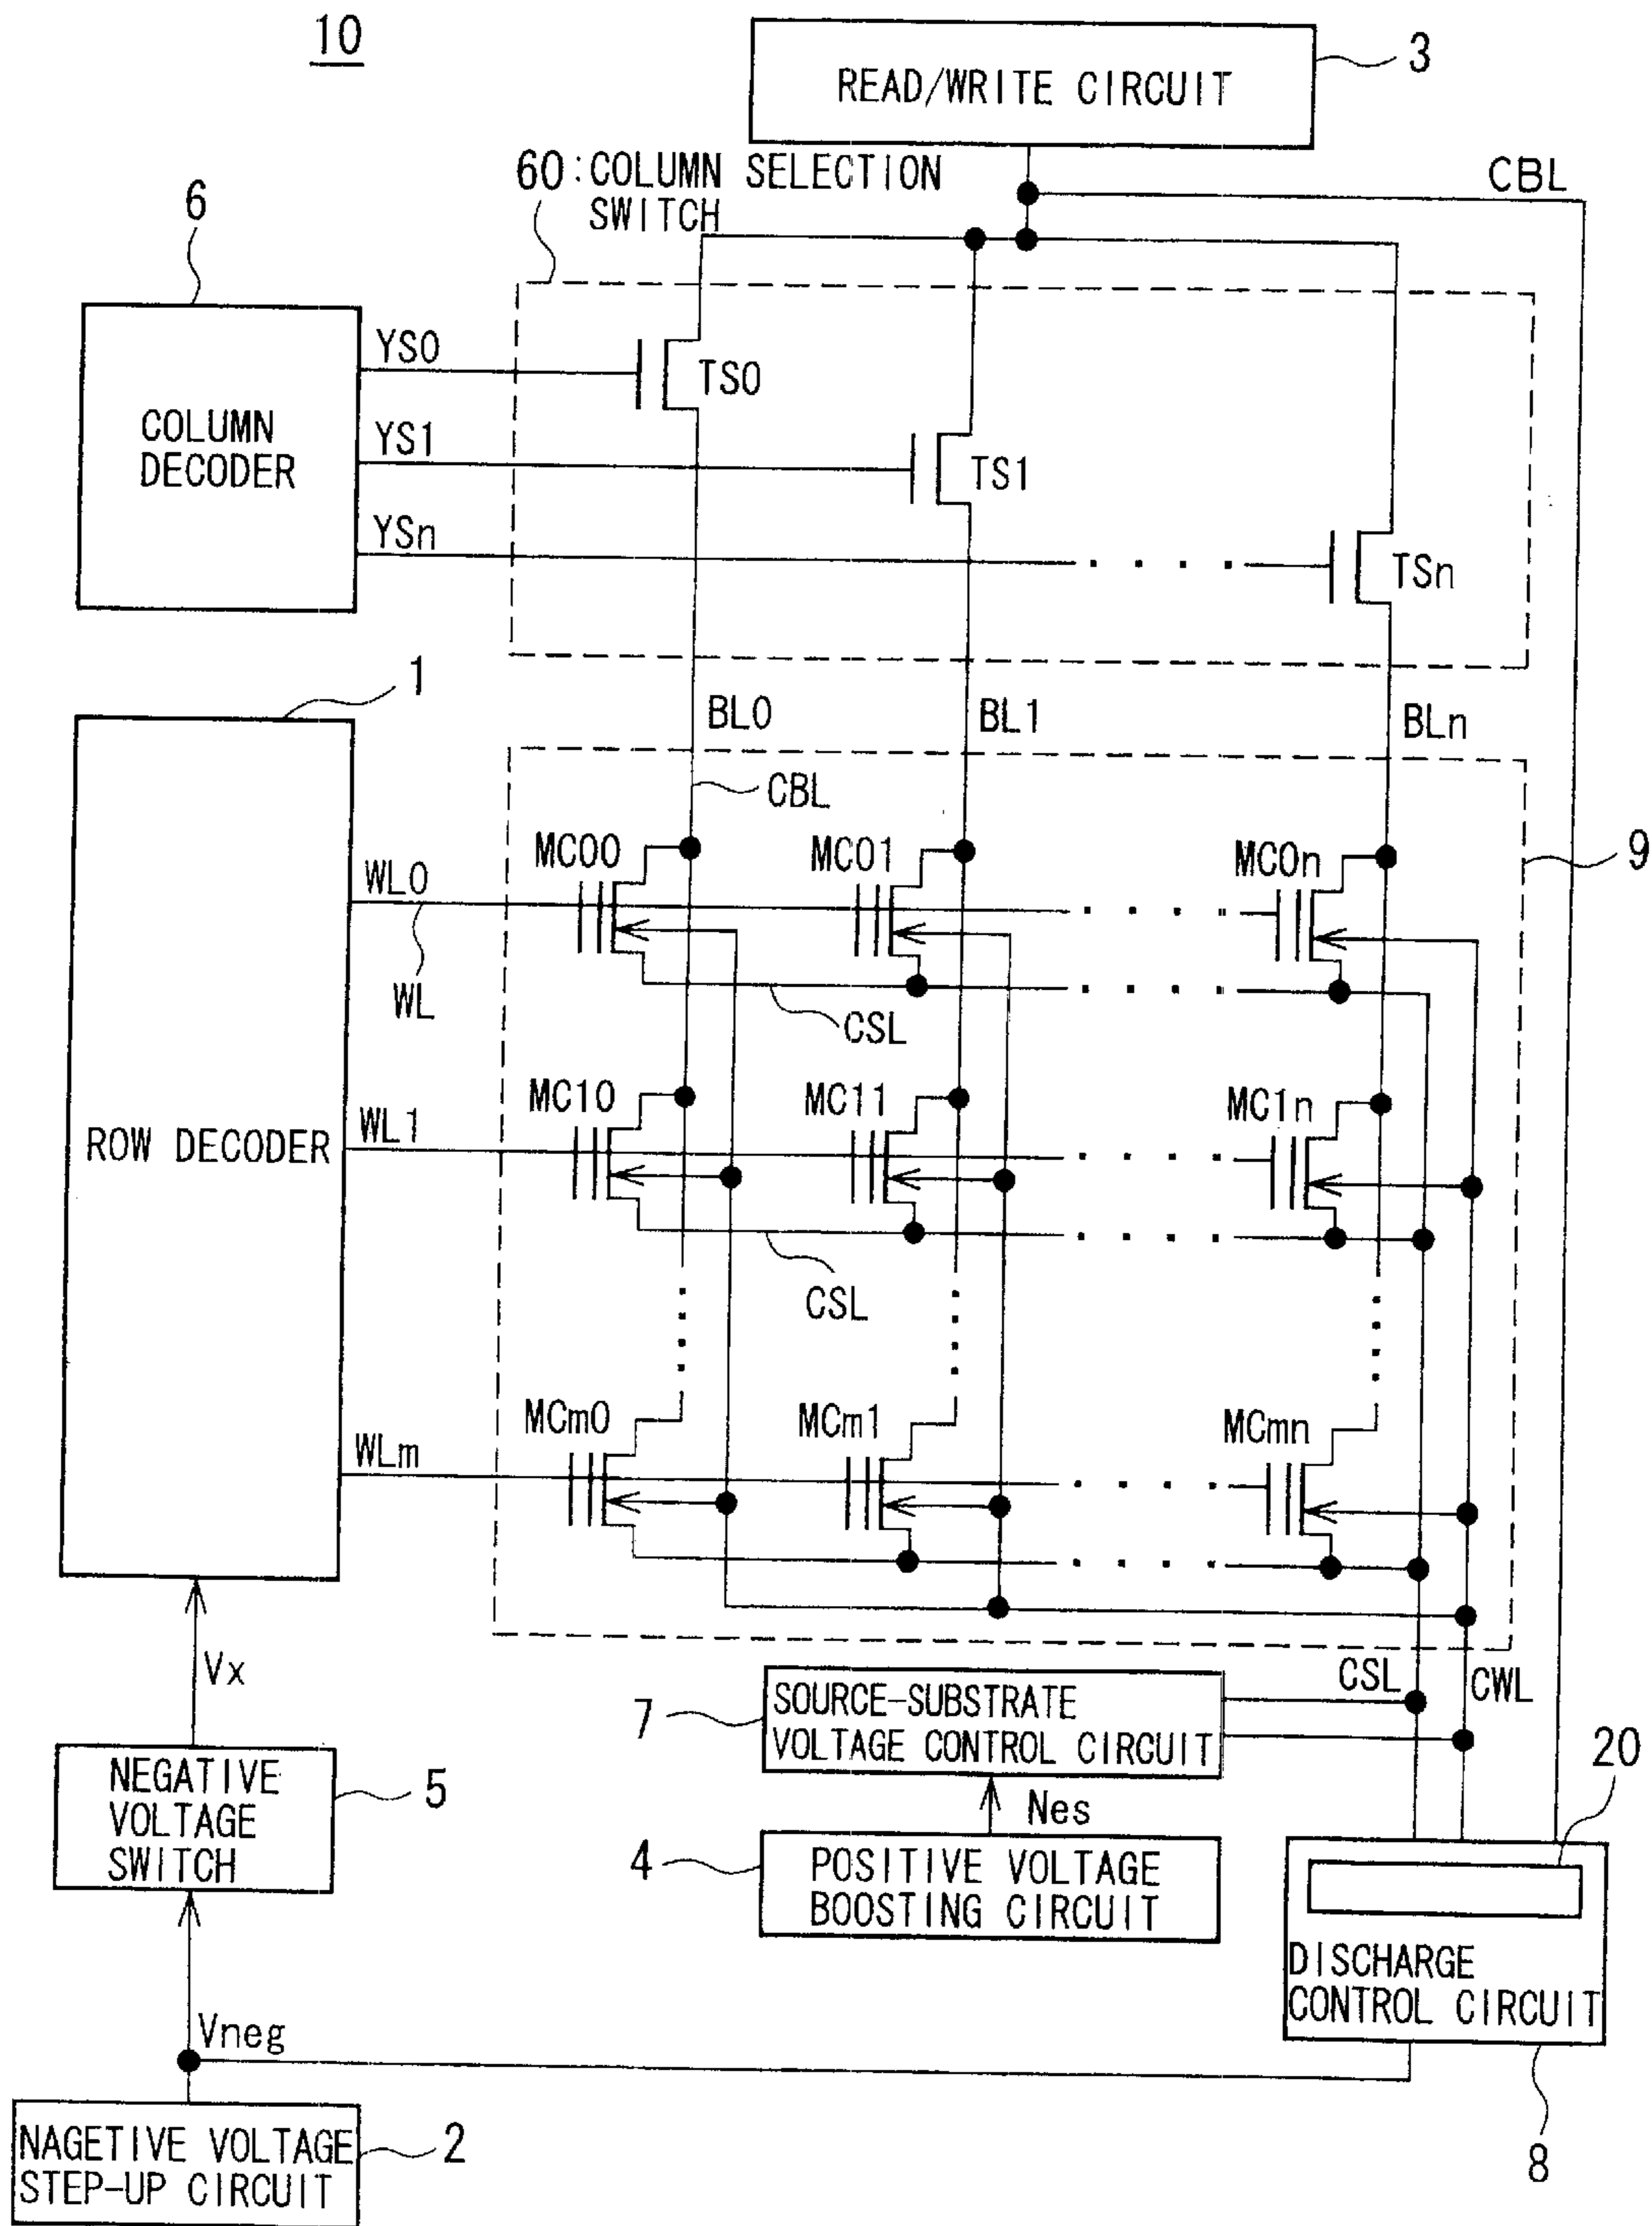 10
READ/WRITE CIRCUIT
3
60:COLUMN SELECTION
SWITCH
CBL
6
COLUMN
DECODER
YS0
TS0
YS1
TS1
YSn
TSn
1
BL0
BL1
BLn
CBL
9
MC00
MC01
MC0n
WL0
WL
CSL
MC10
MC11
MC1n
ROW DECODER
WL1
CSL
MCm0
MCm1
MCmn
WLm
Vx
CSL
CWL
7
SOURCE-SUBSTRATE
VOLTAGE CONTROL CIRCUIT
20
NEGATIVE
VOLTAGE
SWITCH
5
Nes
4
POSITIVE VOLTAGE
BOOSTING CIRCUIT
DISCHARGE
CONTROL CIRCUIT
Vneg
8
NAGETIVE VOLTAGE
STEP-UP CIRCUIT
2